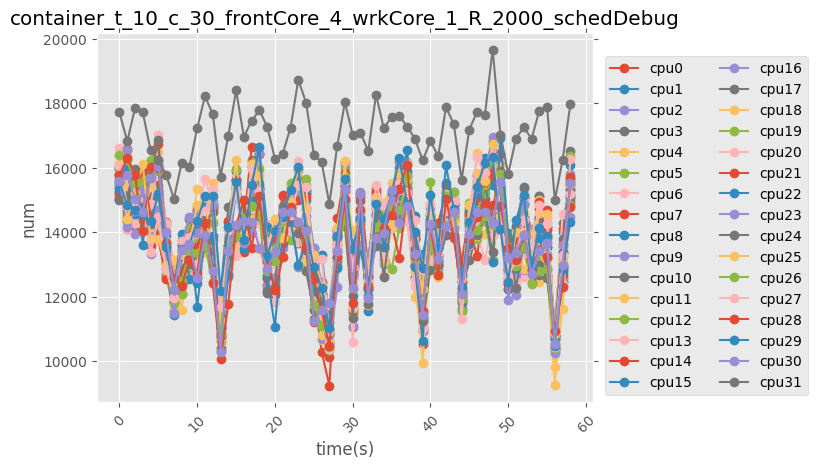 container_t_10_c_30_frontCore_4_wrkCore_1_R_2000_schedDebug
20000
18000
16000
14000
12000
10000
num
0
10
20
30
40
50
60
time(s)
cpu0
cpu1
cpu2
cpu3
cpu4
cpu5
cpu6
cpu7
cpu8
cpu9
cpu10
cpu11
cpu12
cpu13
cpu14
cpu15
cpu16
cpu17
cpu18
cpu19
cpu20
cpu21
cpu22
cpu23
cpu24
cpu25
cpu26
cpu27
cpu28
cpu29
cpu30
cpu31